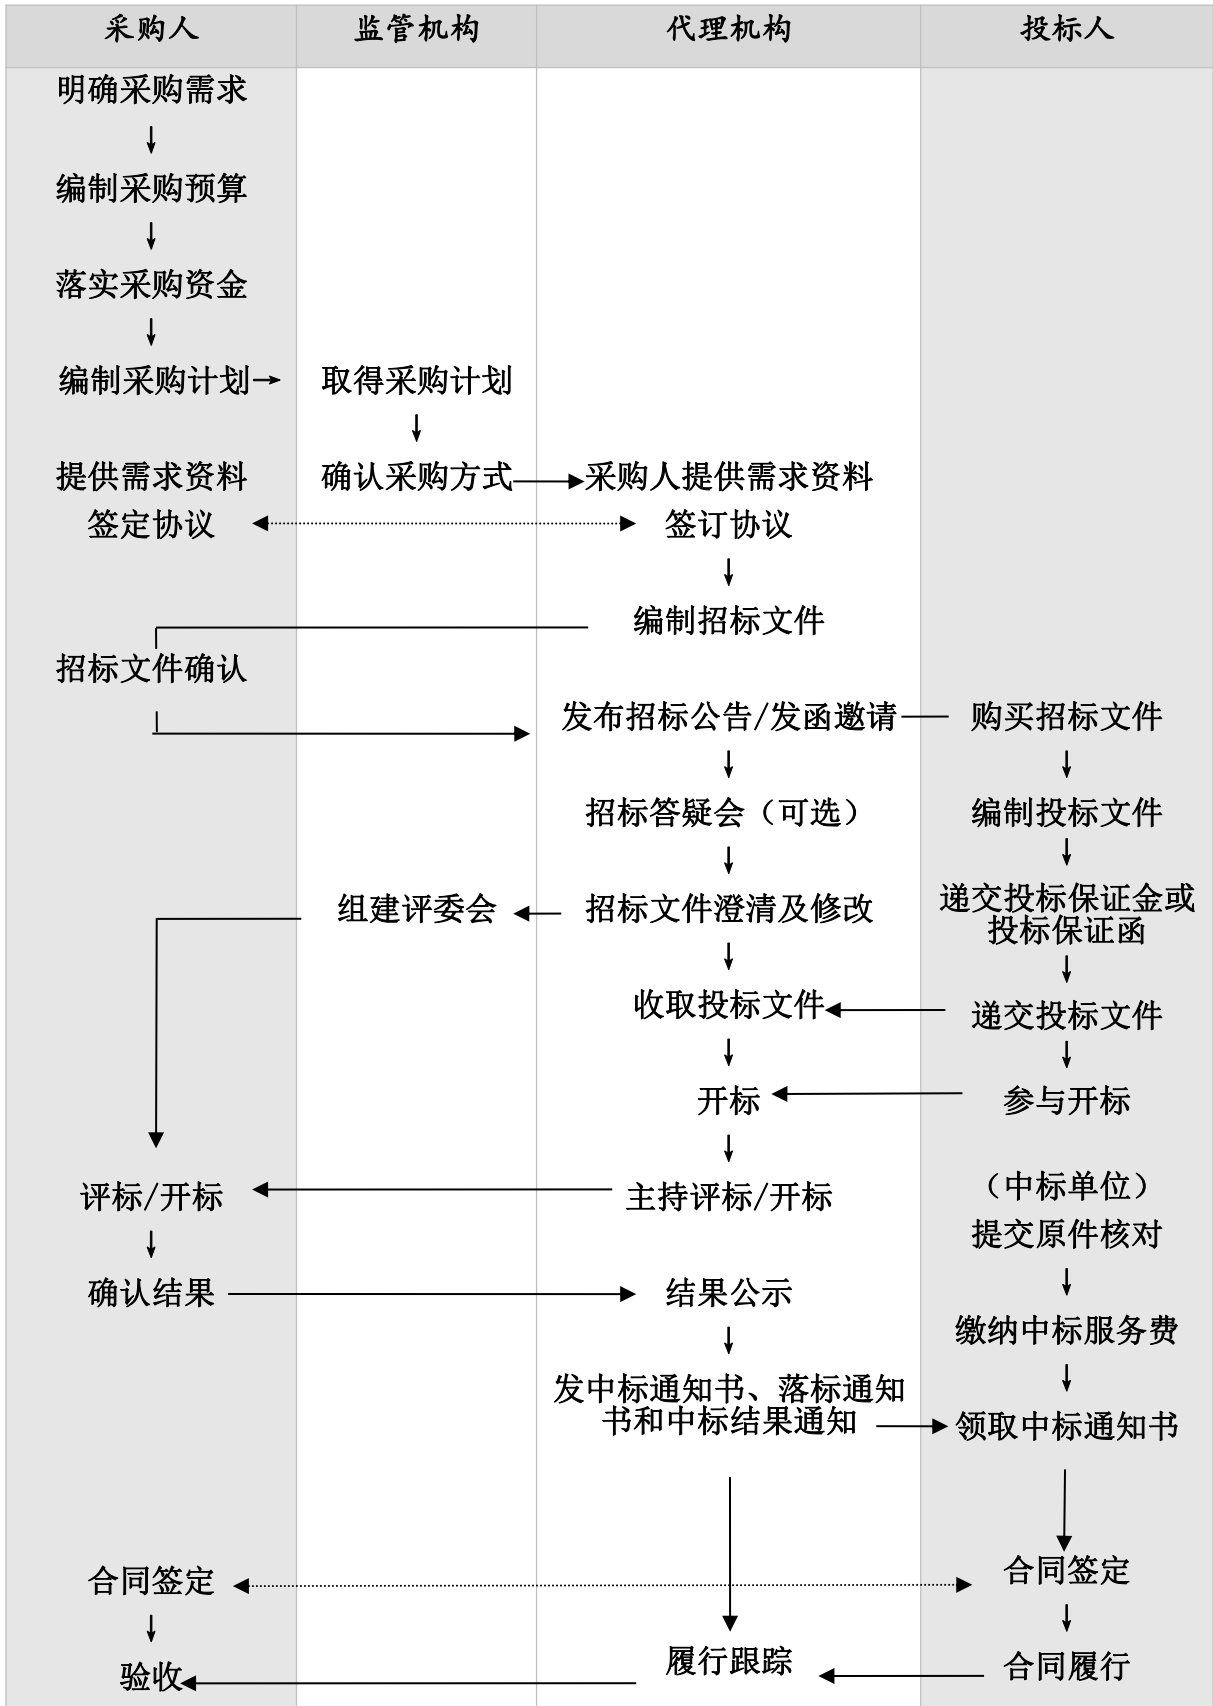 采购人 监管机构 代理机构 投标人
明确采购需求
编制采购预算
落实采购资金
编制采购计划 取得采购计划
提供需求资料 确认采购方式 采购人提供需求资料
签定协议 签订协议
编制招标文件
招标文件确认
发布招标公告/发函邀请 购买招标文件
招标答疑会（可选） 编制投标文件
组建评委会 招标文件澄清及修改 递交投标保证金或
投标保证函
收取投标文件 递交投标文件
开标 参与开标
评标/开标 主持评标/开标 （中标单位）
提交原件核对
确认结果 结果公示
缴纳中标服务费
发中标通知书、落标通知
书和中标结果通知 领取中标通知书
合同签定 合同签定
验收 履行跟踪 合同履行